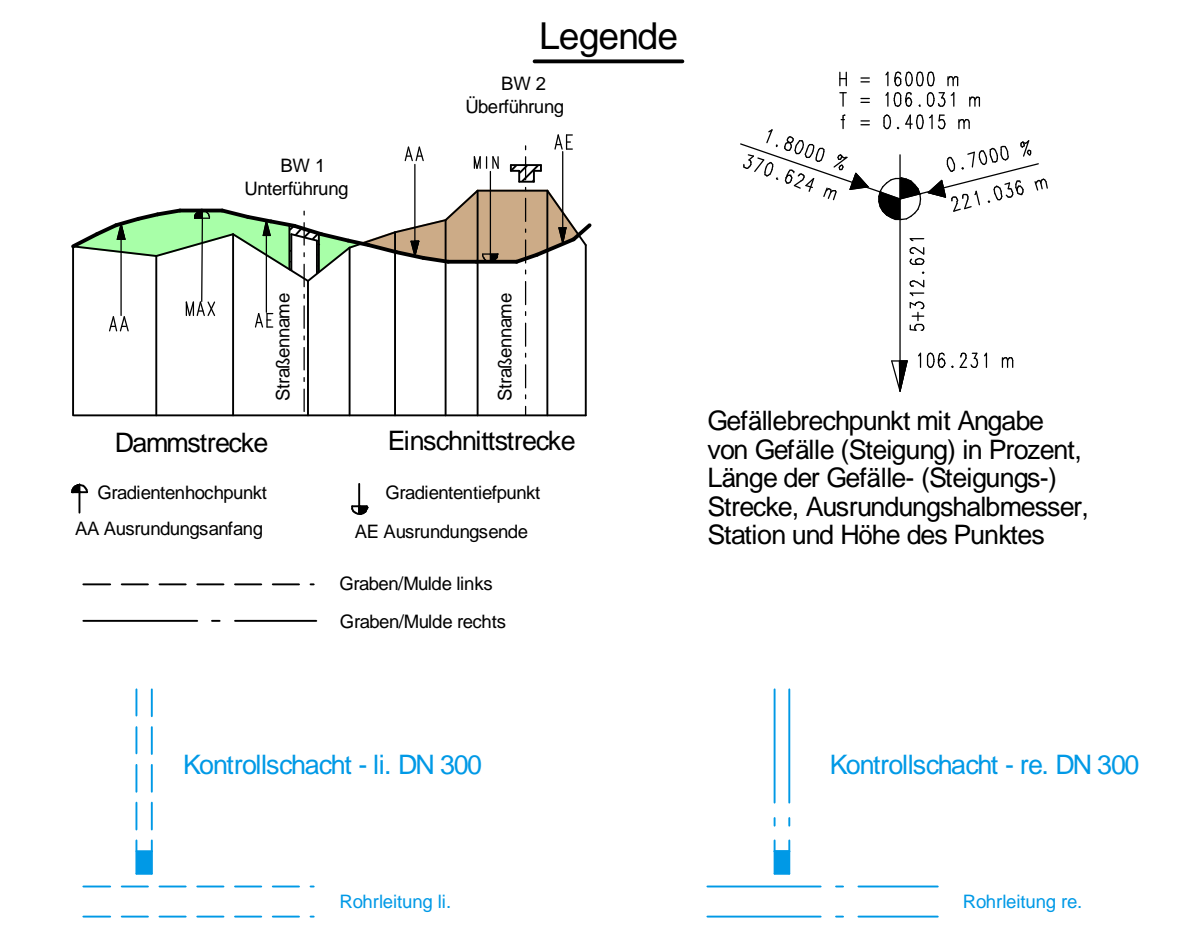 Legende
BW 2
Überführung
BW 1
Unterführung
AA
MIN
AE
AA
MAX
AE
Straßenname
Straßenname
Dammstrecke
Einschnittstrecke
H = 16000 m
T = 106.031 m
f = 0.4015 m
1.8000 %
370.624 m
0.7000 %
221.036 m
5+312.621
106.231 m
Gefällebrechpunkt mit Angabe
von Gefälle (Steigung) in Prozent,
Länge der Gefälle- (Steigungs-)
Strecke, Ausrundungshalbmesser,
Station und Höhe des Punktes
Gradientenhochpunkt
Gradiententiefpunkt
AA Ausrundungsanfang
AE Ausrundungsende
Graben/Mulde links
Graben/Mulde rechts
Kontrollschacht - li. DN 300
Kontrollschacht - re. DN 300
Rohrleitung li.
Rohrleitung re.